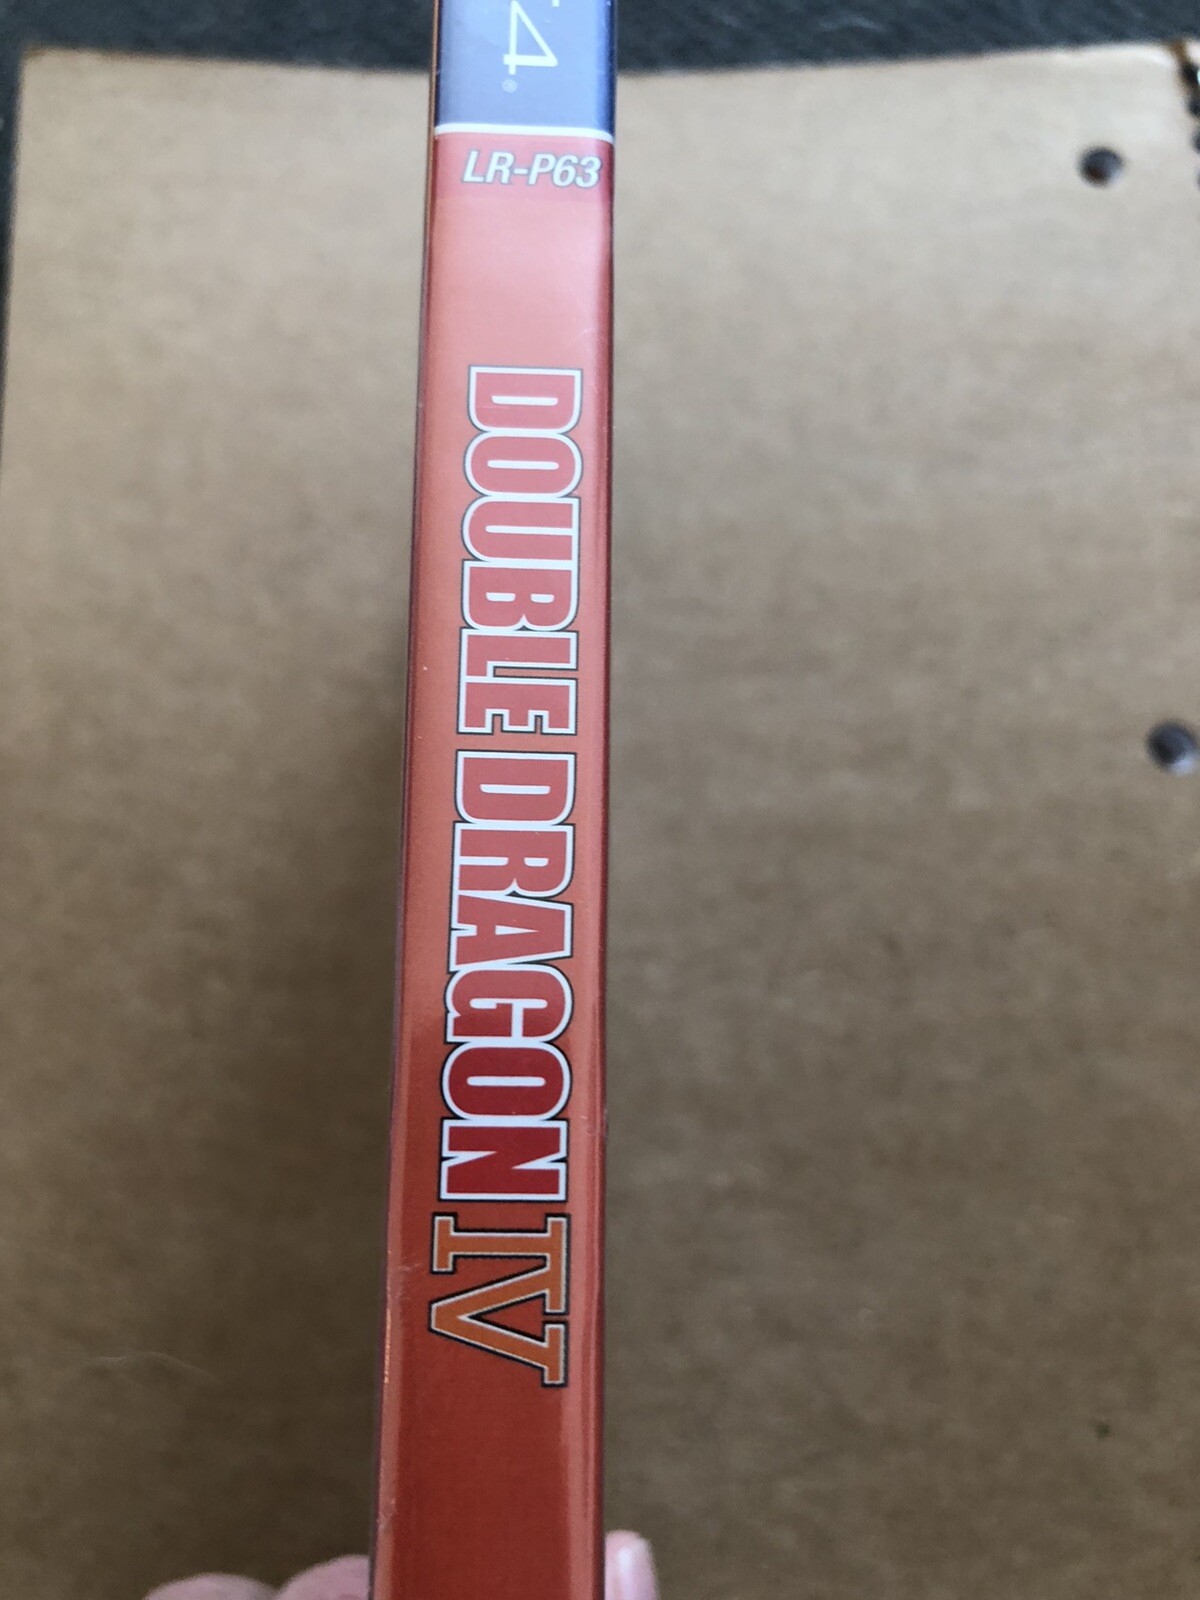 4®
LR-P63
DOUBLE DRAGON IV